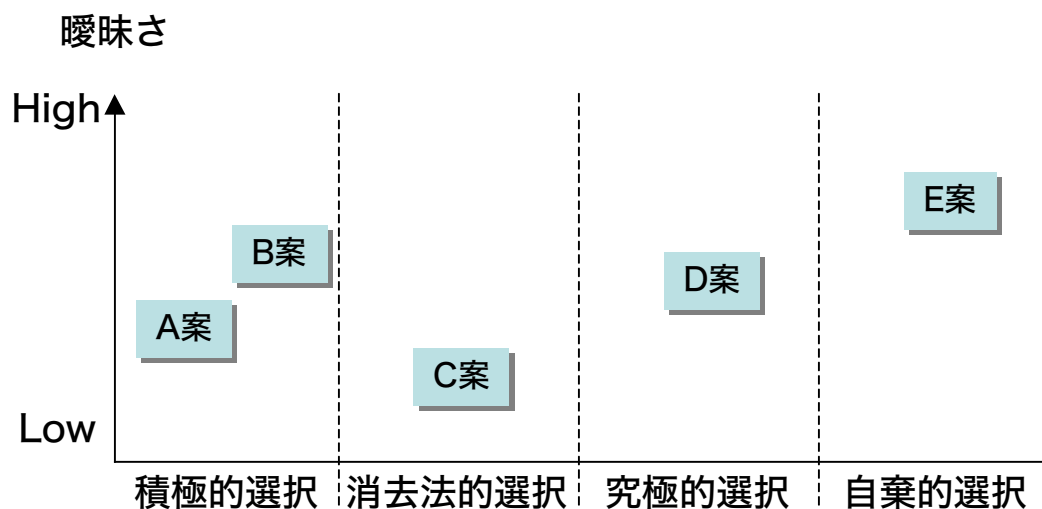 曖昧さ
High
E案
B案
D案
A案
C案
Low
積極的選択
消去法的選択
究極的選択
自棄的選択